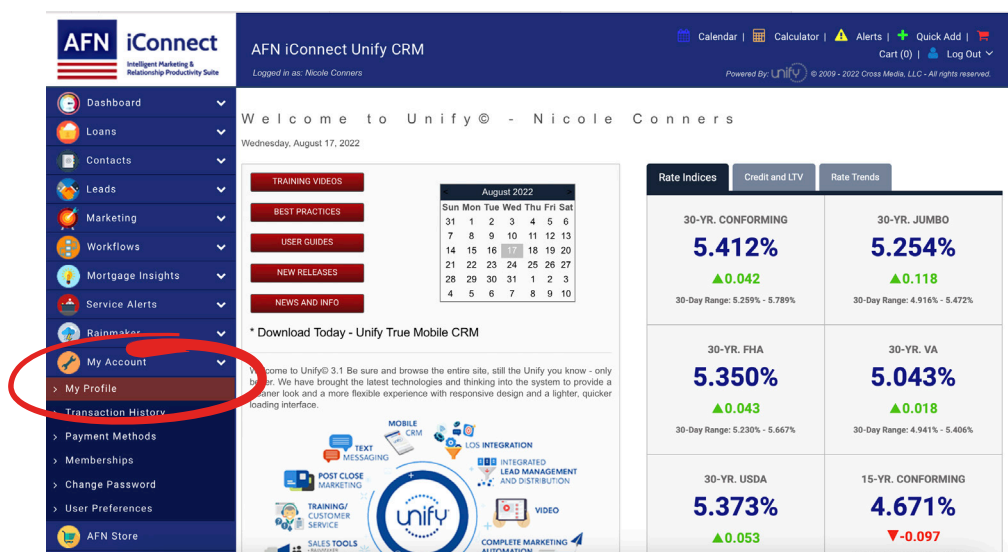 AFN iConnect
Intelligent Marketing &
Relationship Productivity Suite
AFN iConnect Unify CRM
Logged in as: Nicole Conners
Calendar | Calculator | Alerts | Quick Add |
Cart (0) | Log Out
Powered By: unify © 2009 - 2022 Cross Media, LLC - All rights reserved.
Dashboard
Loans
Contacts
Leads
Marketing
Workflows
Mortgage Insights
Service Alerts
Rainmaker
My Account
> My Profile
> Transaction History
> Payment Methods
> Memberships
> Change Password
> User Preferences
AFN Store
Welcome to Unify© - Nicole Conners
Wednesday, August 17, 2022
TRAINING VIDEOS
BEST PRACTICES
USER GUIDES
NEW RELEASES
NEWS AND INFO
August 2022
Sun Mon Tue Wed Thu Fri Sat
31 1 2 3 4 5 6
7 8 9 10 11 12 13
14 15 16 17 18 19 20
21 22 23 24 25 26 27
28 29 30 31 1 2 3
4 5 6 7 8 9 10
* Download Today - Unify True Mobile CRM
come to Unify© 3.1 Be sure and browse the entire site, still the Unify you know - only
We have brought the latest technologies and thinking into the system to provide a
look and a more flexible experience with responsive design and a lighter, quicker
loading interface.
MOBILE
CRM
TEXT
MESSAGING
LOS INTEGRATION
POST CLOSE
MARKETING
INTEGRATED
LEAD MANAGEMENT
AND DISTRIBUTION
TRAINING/
CUSTOMER
SERVICE
unify
VIDEO
SALES TOOLS
COMPLETE MARKETING
AUTOMATION
Rate Indices
Credit and LTV
Rate Trends
30-YR. CONFORMING
5.412%
▲0.042
30-Day Range: 5.259% - 5.789%
30-YR. JUMBO
5.254%
▲0.118
30-Day Range: 4.916% - 5.472%
30-YR. FHA
5.350%
▲0.043
30-Day Range: 5.230% - 5.667%
30-YR. VA
5.043%
▲0.018
30-Day Range: 4.941% - 5.406%
30-YR. USDA
5.373%
▲0.053
15-YR. CONFORMING
4.671%
▼-0.097